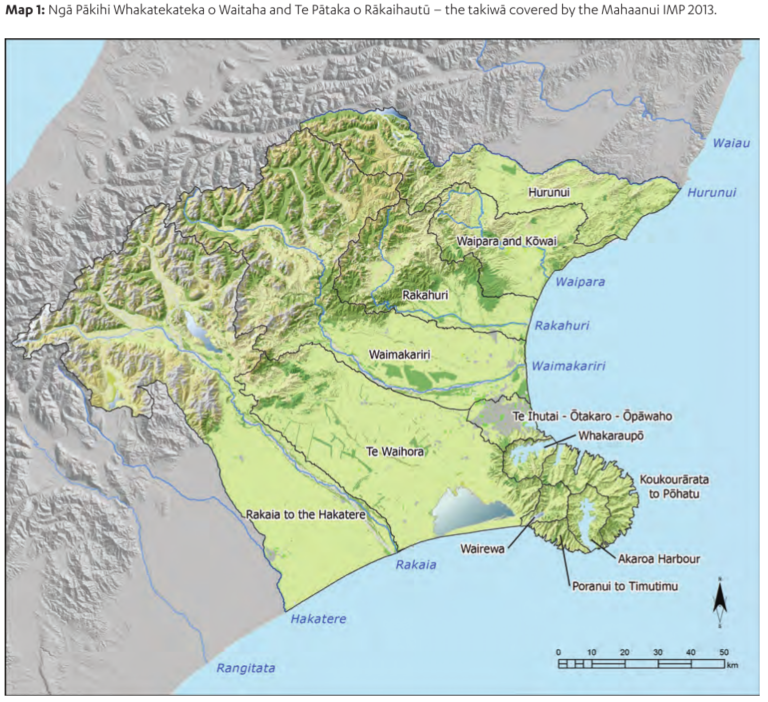 Map 1: Ngā Pākihi Whakatekateka o Waitaha and Te Pātaka o Rākaihautū – the takiwā covered by the Mahaanui IMP 2013.
Waiau
Hurunui
Hurunui
Waipara and Kōwai
Waipara
Rakahuri
Rakahuri
Waimakariri
Waimakariri
Te Ihutai - Ōtakaro - Ōpāwaho
Whakaraupō
Te Waihora
Koukourārata
to Pōhatu
Rakaia to the Hakatere
Wairewa
Akaroa Harbour
Rakaia
Poranui to Timutimu
Hakatere
Rangitata
N
S
0 10 20 30 40 50
km